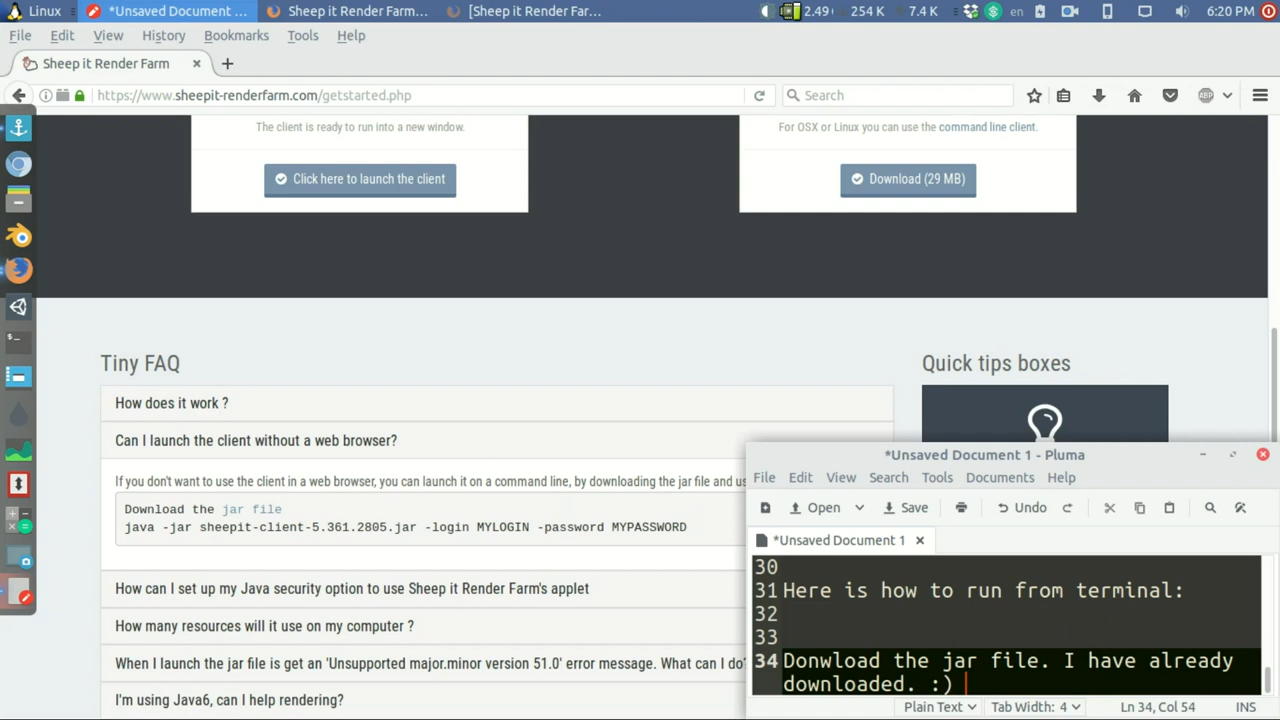 Linux
*Unsaved Document ...
Sheep it Render Farm...
[Sheep it Render Far...
2.49
254 K
7.4 K
en
6:20 PM
File Edit View History Bookmarks Tools Help
Sheep it Render Farm
https://www.sheepit-renderfarm.com/getstarted.php
Search
ABP
The client is ready to run into a new window.
Click here to launch the client
For OSX or Linux you can use the command line client.
Download (29 MB)
Tiny FAQ
How does it work ?
Can I launch the client without a web browser?
If you don't want to use the client in a web browser, you can launch it on a command line, by downloading the jar file and us
Download the jar file
java -jar sheepit-client-5.361.2805.jar -login MYLOGIN -password MYPASSWORD
How can I set up my Java security option to use Sheep it Render Farm's applet
How many resources will it use on my computer ?
When I launch the jar file is get an 'Unsupported major.minor version 51.0' error message. What can I do?
I'm using Java6, can I help rendering?
Quick tips boxes
*Unsaved Document 1 - Pluma
File Edit View Search Tools Documents Help
Open Save Undo
*Unsaved Document 1
30
31 Here is how to run from terminal:
32
33
34 Donwload the jar file. I have already
downloaded. :)
Plain Text Tab Width: 4 Ln 34, Col 54 INS